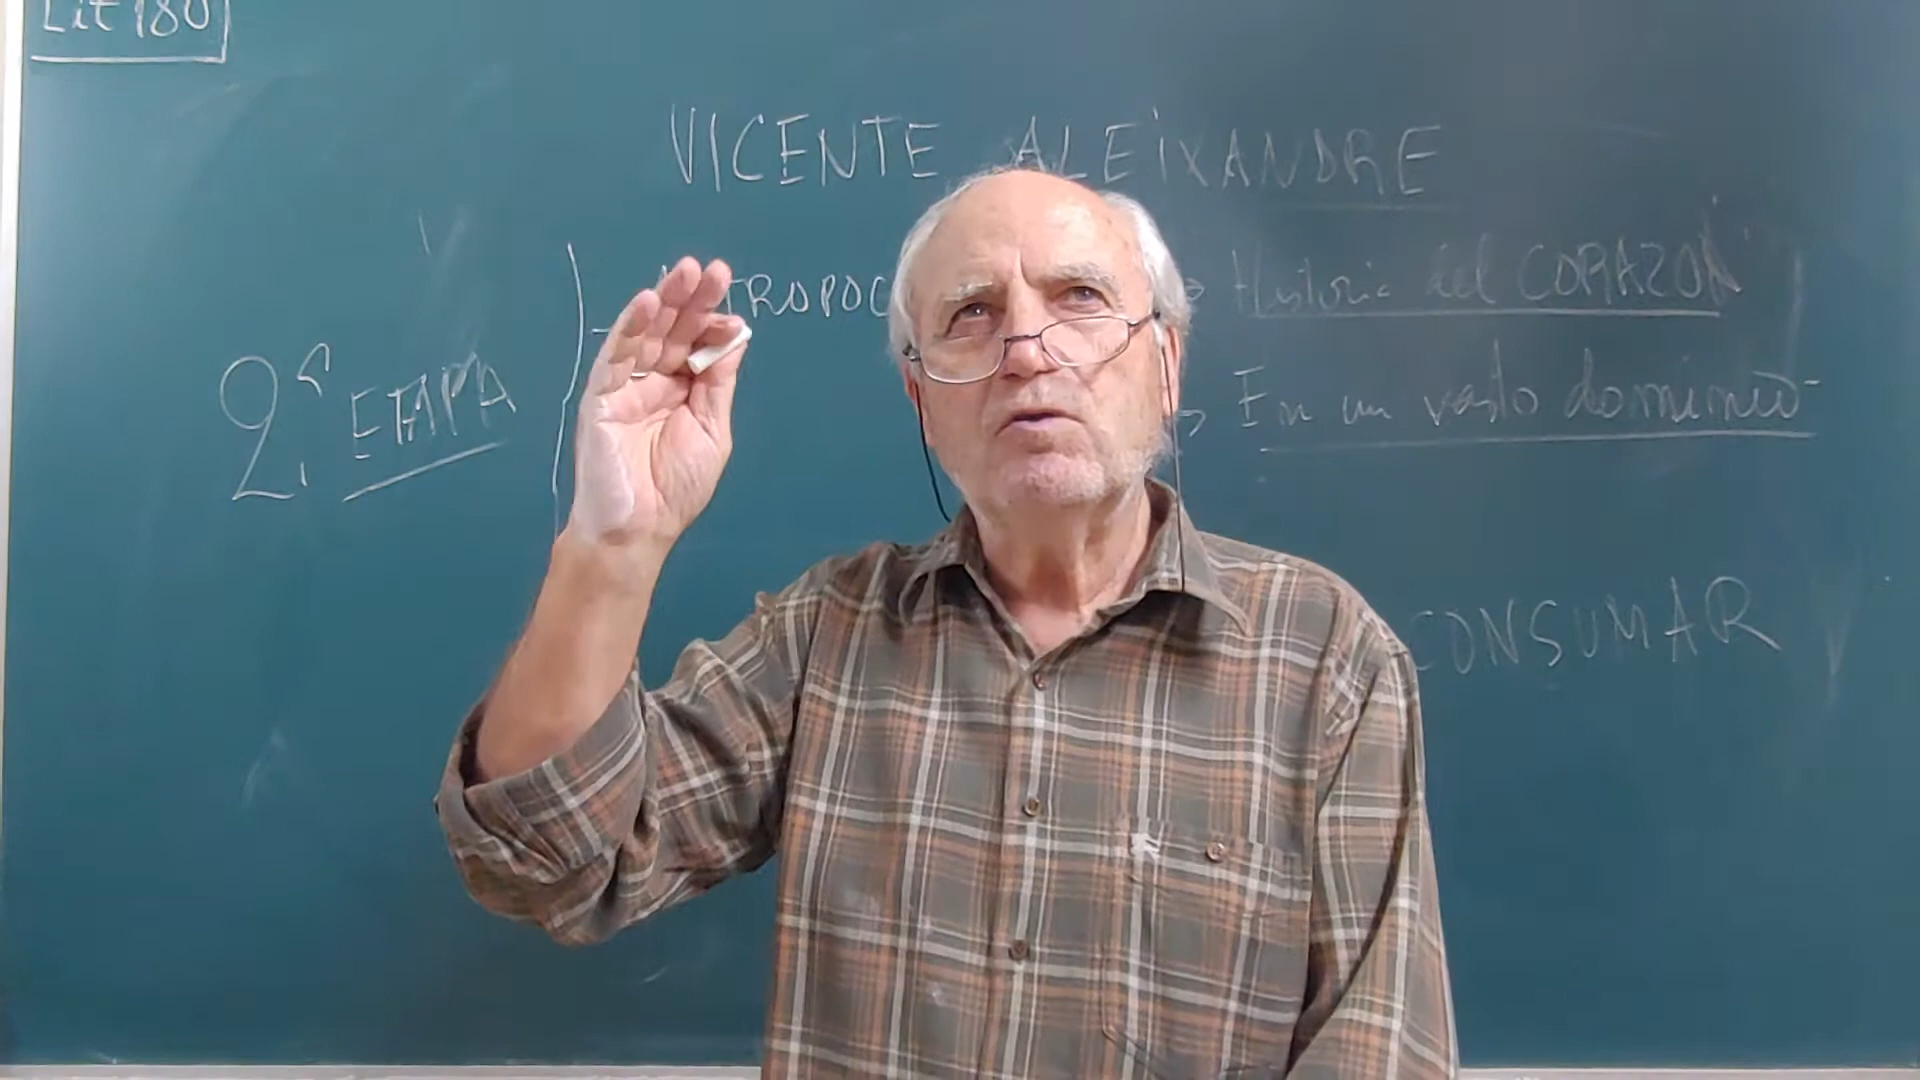 Lit 180
VICENTE ALEIXANDRE
TROPOC
Historia del CORAZÓN
2ª ETAPA
En un vasto dominio
CONSUMAR